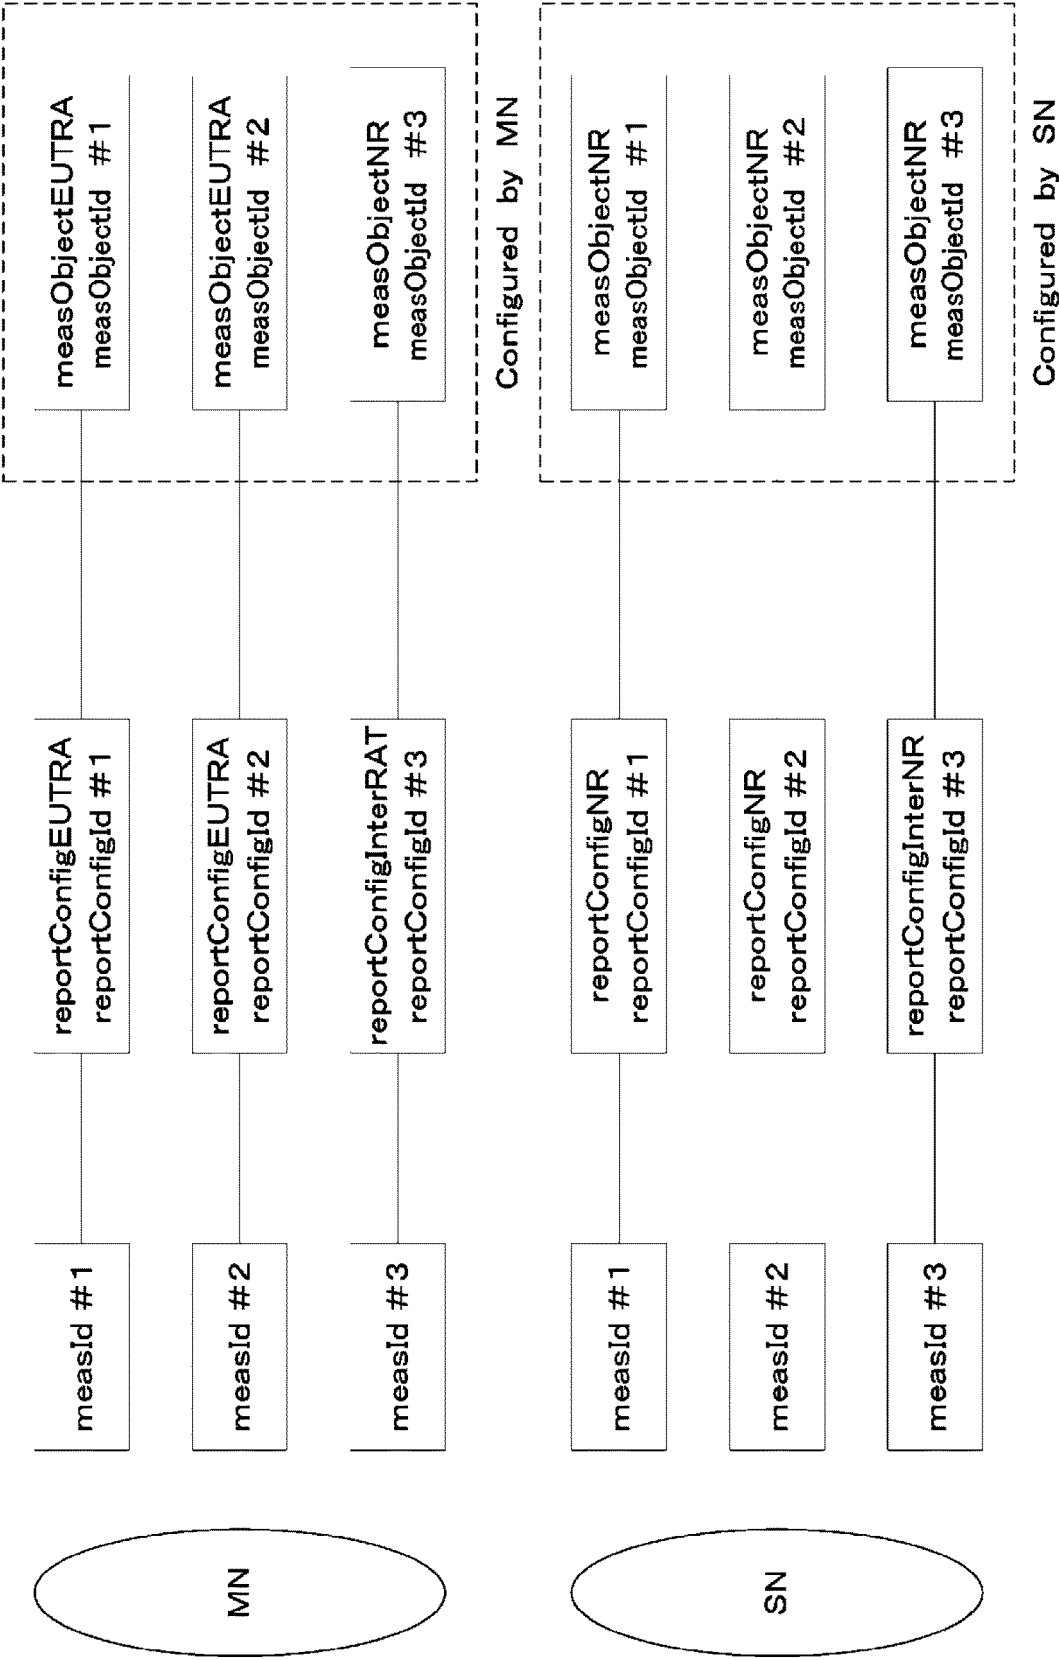 MN
measId #1
reportConfigEUTRA
reportConfigId #1
measObjectEUTRA
measObjectId #1
measId #2
reportConfigEUTRA
reportConfigId #2
measObjectEUTRA
measObjectId #2
measId #3
reportConfigInterRAT
reportConfigId #3
measObjectNR
measObjectId #3
Configured by MN
SN
measId #1
reportConfigNR
reportConfigId #1
measObjectNR
measObjectId #1
measId #2
reportConfigNR
reportConfigId #2
measObjectNR
measObjectId #2
measId #3
reportConfigInterNR
reportConfigId #3
measObjectNR
measObjectId #3
Configured by SN